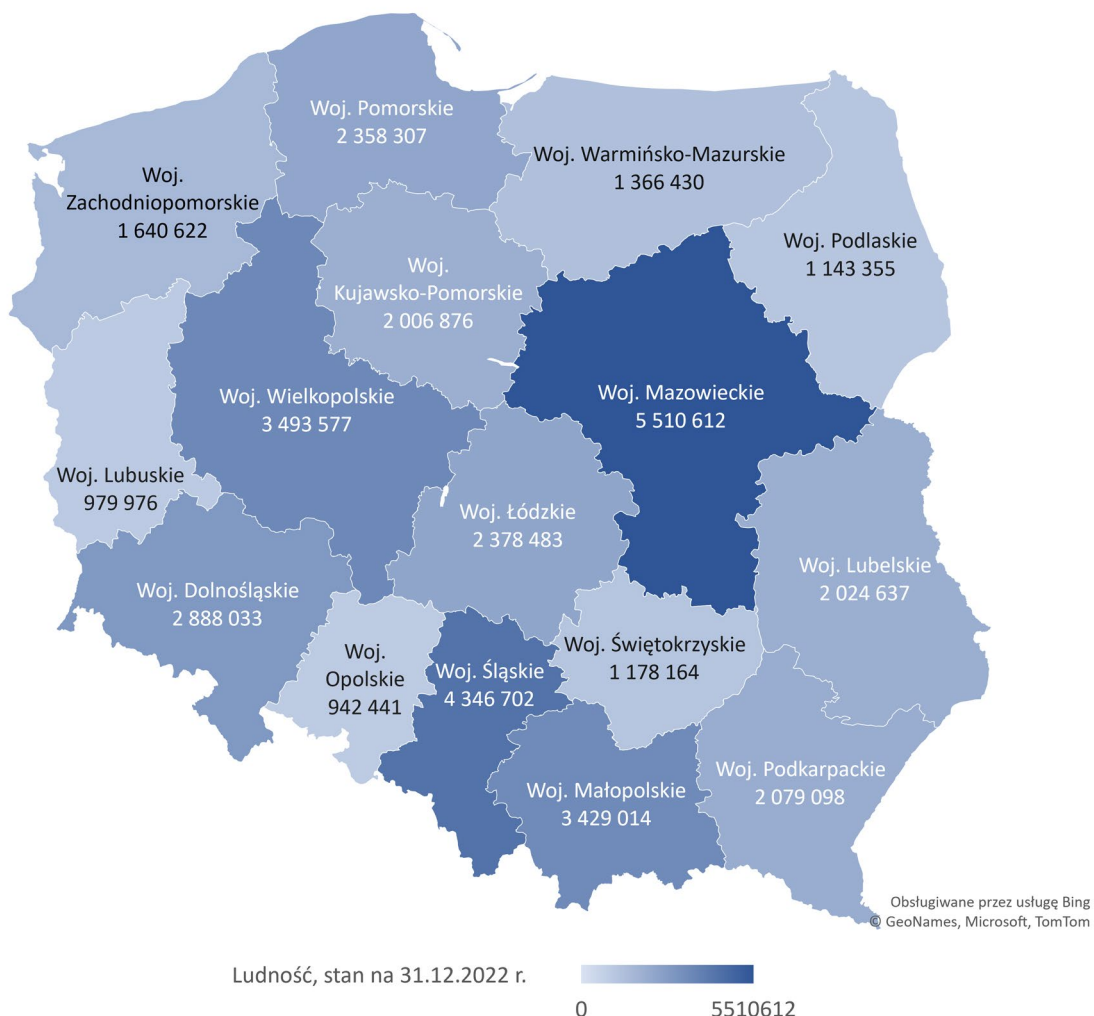 Woj. Pomorskie
2 358 307
Woj. Warmińsko-Mazurskie
1 366 430
Woj.
Zachodniopomorskie
1 640 622
Woj. Podlaskie
1 143 355
Woj.
Kujawsko-Pomorskie
2 006 876
Woj. Wielkopolskie
3 493 577
Woj. Mazowieckie
5 510 612
Woj. Lubuskie
979 976
Woj. Łódzkie
2 378 483
Woj. Lubelskie
2 024 637
Woj. Dolnośląskie
2 888 033
Woj.
Opolskie
942 441
Woj. Śląskie
4 346 702
Woj. Świętokrzyskie
1 178 164
Woj. Małopolskie
3 429 014
Woj. Podkarpackie
2 079 098
Obsługiwane przez usługę Bing
© GeoNames, Microsoft, TomTom
Ludność, stan na 31.12.2022 r.
0 5510612